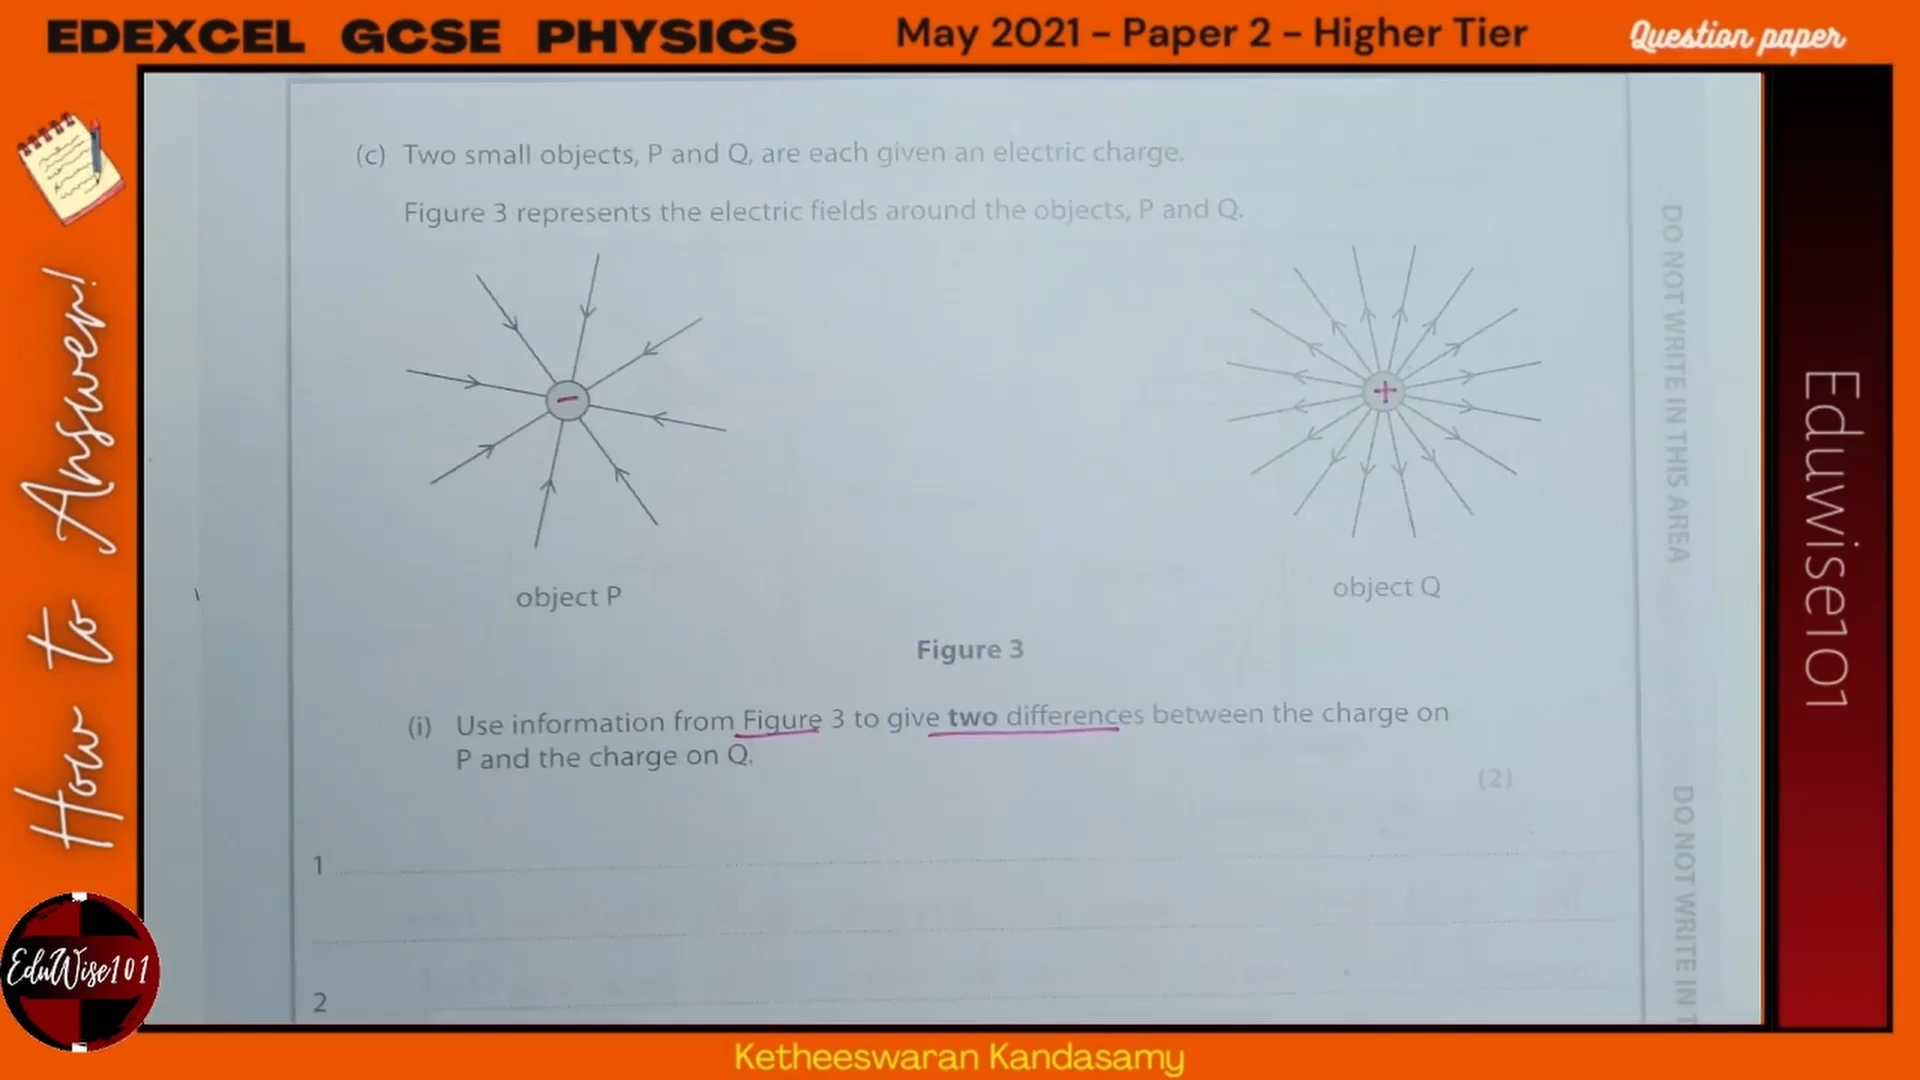 EDEXCEL GCSE PHYSICS
May 2021 - Paper 2 - Higher Tier
Question paper
How to Answer!
(c) Two small objects, P and Q, are each given an electric charge.
Figure 3 represents the electric fields around the objects, P and Q.
−
+
object P
object Q
Figure 3
(i) Use information from Figure 3 to give two differences between the charge on
P and the charge on Q.
(2)
1
2
DO NOT WRITE IN THIS AREA
DO NOT WRITE IN T
Eduwise101
EduWise101
Ketheeswaran Kandasamy